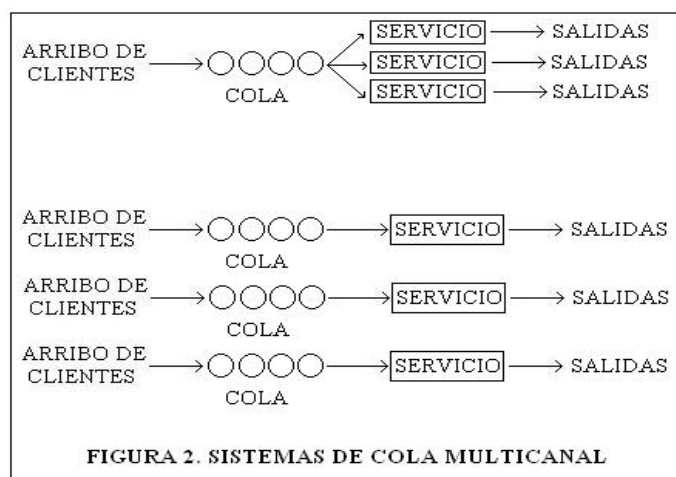 SERVICIO SALIDAS
ARRIBO DE
CLIENTES
SERVICIO SALIDAS
COLA
SERVICIO SALIDAS
ARRIBO DE
CLIENTES
SERVICIO SALIDAS
COLA
ARRIBO DE
CLIENTES
SERVICIO SALIDAS
COLA
ARRIBO DE
CLIENTES
SERVICIO SALIDAS
COLA
FIGURA 2. SISTEMAS DE COLA MULTICANAL